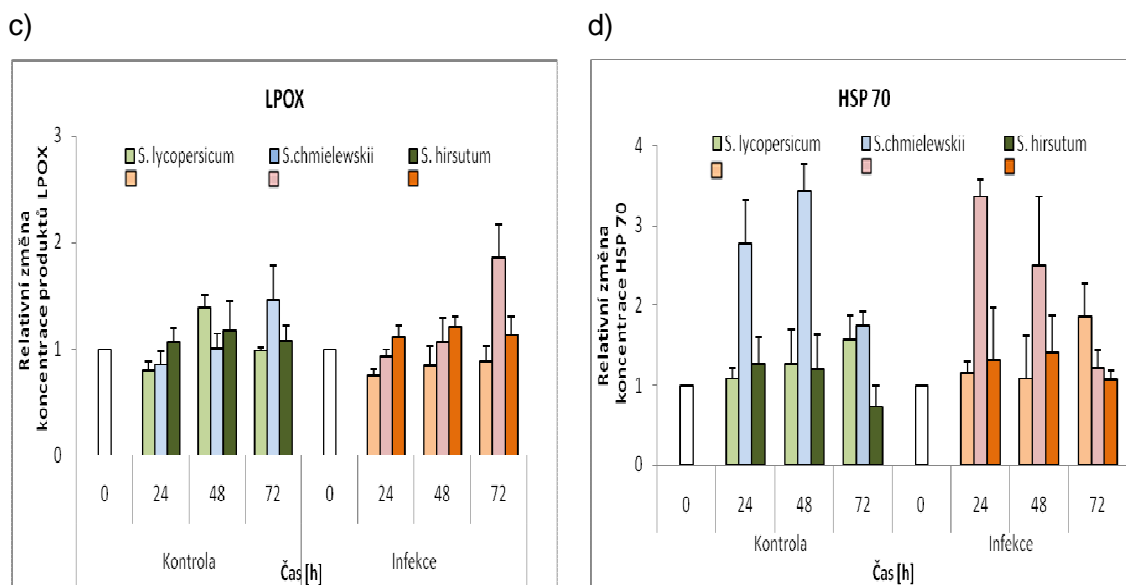 c)
LPOX
Relativní změna
koncentrace produktů LPOX
3
2
1
0
S. lycopersicum S.chmielewskii S. hirsutum
0 24 48 72 0 24 48 72
Kontrola Infekce
Čas [h]
d)
HSP 70
Relativní změna
koncentrace HSP 70
4
3
2
1
0
S. lycopersicum S.chmielewskii S. hirsutum
0 24 48 72 0 24 48 72
Kontrola Infekce
Čas [h]